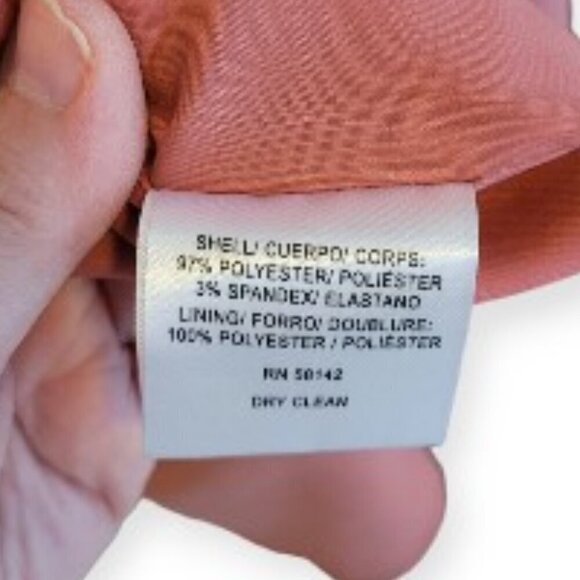 SHELL/ CUERPO/ CORPS:
97% POLYESTER/ POLIÉSTER
3% SPANDEX/ ELASTANO
LINING/ FORRO/ DOUBLURE:
100% POLYESTER / POLIÉSTER
RN 58142
DRY CLEAN